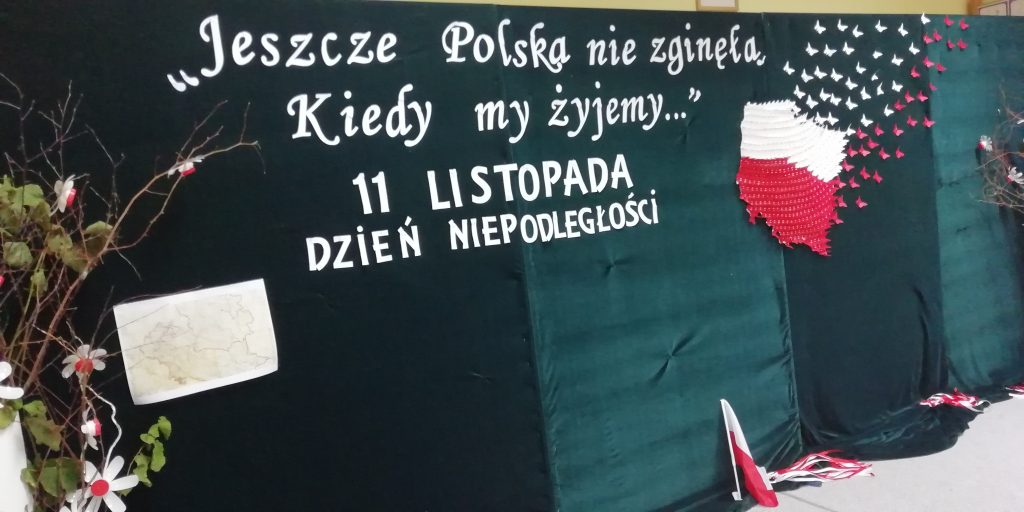 „Jeszcze Polska nie zginęła,
Kiedy my żyjemy..."
11 LISTOPADA
DZIEŃ NIEPODLEGŁOŚCI